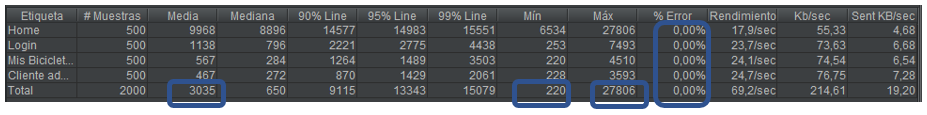 Etiqueta # Muestras Media Mediana 90% Line 95% Line 99% Line Mín Máx % Error Rendimiento Kb/sec Sent KB/sec
Home 500 9968 8896 14577 14983 15551 6534 27806 0,00% 17,9/sec 55,33 4,68
Login 500 1138 796 2221 2775 4438 253 7493 0,00% 23,7/sec 73,63 6,68
Mis Biciclet... 500 567 284 1264 1489 3503 220 4510 0,00% 24,1/sec 74,54 6,54
Cliente ad... 500 467 272 870 1429 2061 228 3593 0,00% 24,7/sec 76,75 7,28
Total 2000 3035 650 9115 13343 15079 220 27806 0,00% 69,2/sec 214,61 19,20